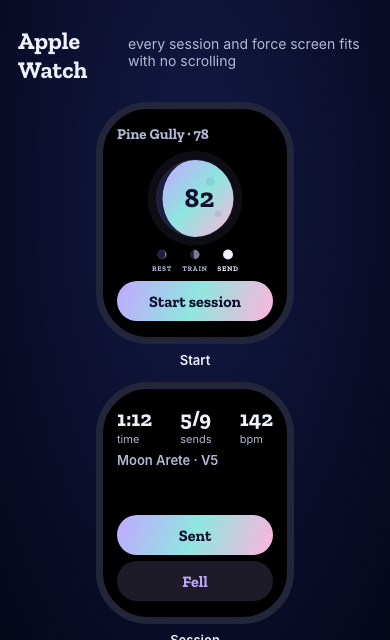 Apple
Watch
every session and force screen fits
with no scrolling
Pine Gully · 78
82
REST TRAIN SEND
Start session
Start
1:12 5/9 142
time sends bpm
Moon Arete · V5
Sent
Fell
Session